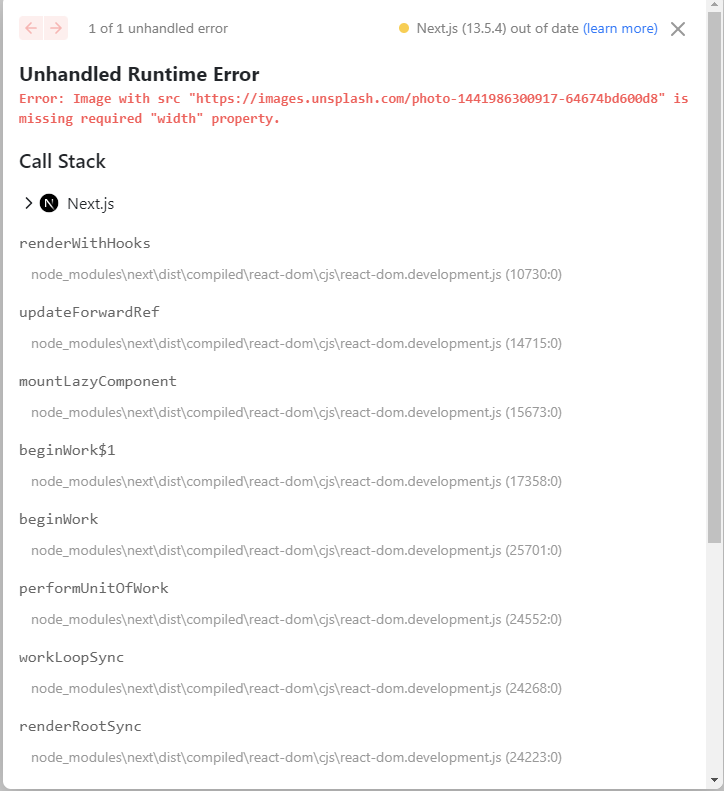 1 of 1 unhandled error
Next.js (13.5.4) out of date (learn more)
Unhandled Runtime Error
Error: Image with src "https://images.unsplash.com/photo-1441986300917-64674bd600d8" is
missing required "width" property.
Call Stack
N Next.js
renderWithHooks
node_modules\next\dist\compiled\react-dom\cjs\react-dom.development.js (10730:0)
updateForwardRef
node_modules\next\dist\compiled\react-dom\cjs\react-dom.development.js (14715:0)
mountLazyComponent
node_modules\next\dist\compiled\react-dom\cjs\react-dom.development.js (15673:0)
beginWork$1
node_modules\next\dist\compiled\react-dom\cjs\react-dom.development.js (17358:0)
beginWork
node_modules\next\dist\compiled\react-dom\cjs\react-dom.development.js (25701:0)
performUnitOfWork
node_modules\next\dist\compiled\react-dom\cjs\react-dom.development.js (24552:0)
workLoopSync
node_modules\next\dist\compiled\react-dom\cjs\react-dom.development.js (24268:0)
renderRootSync
node_modules\next\dist\compiled\react-dom\cjs\react-dom.development.js (24223:0)